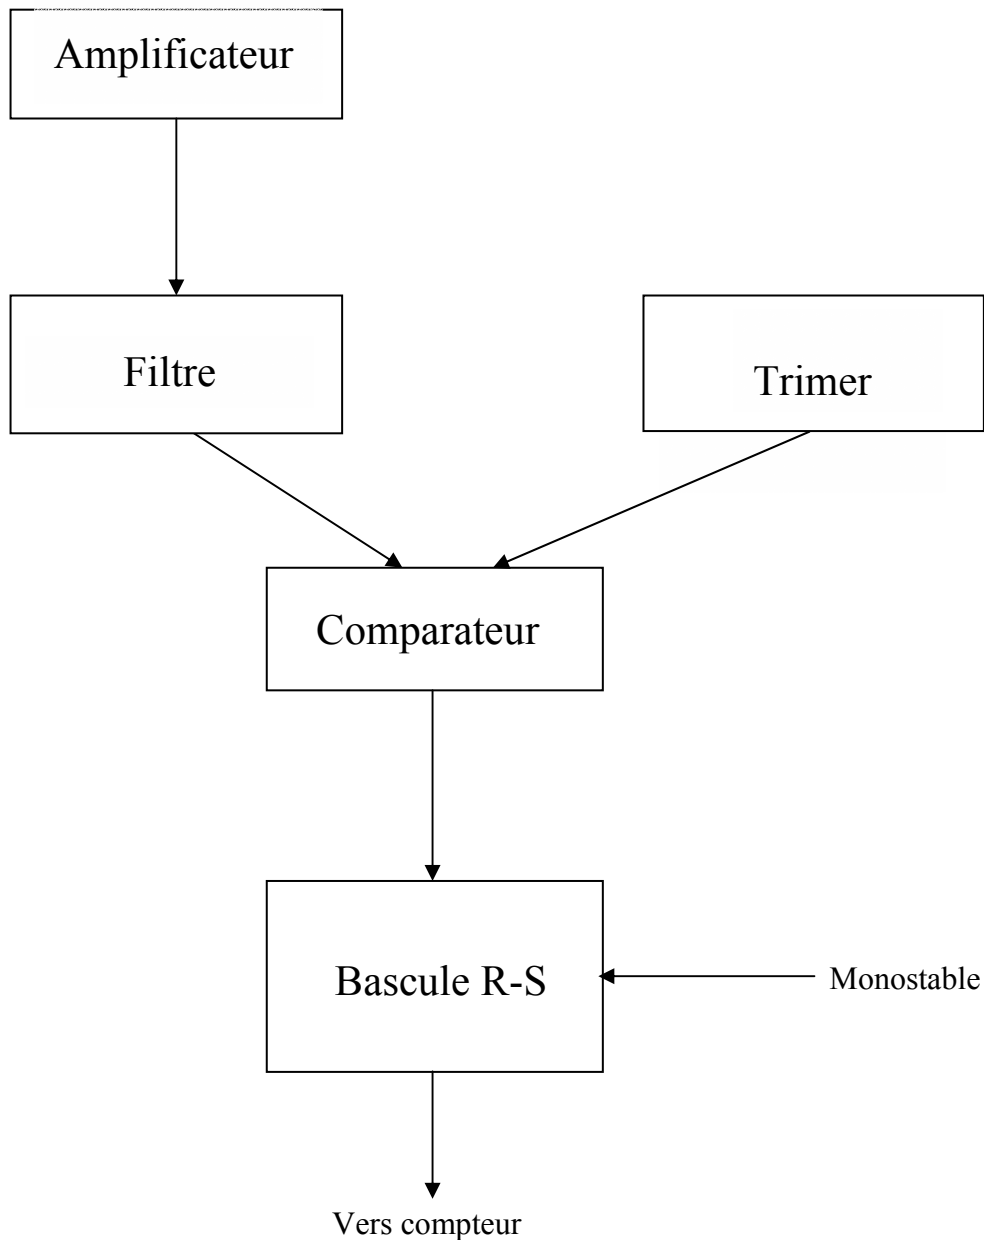 Amplificateur
Filtre
Trimer
Comparateur
Bascule R-S
Monostable
Vers compteur